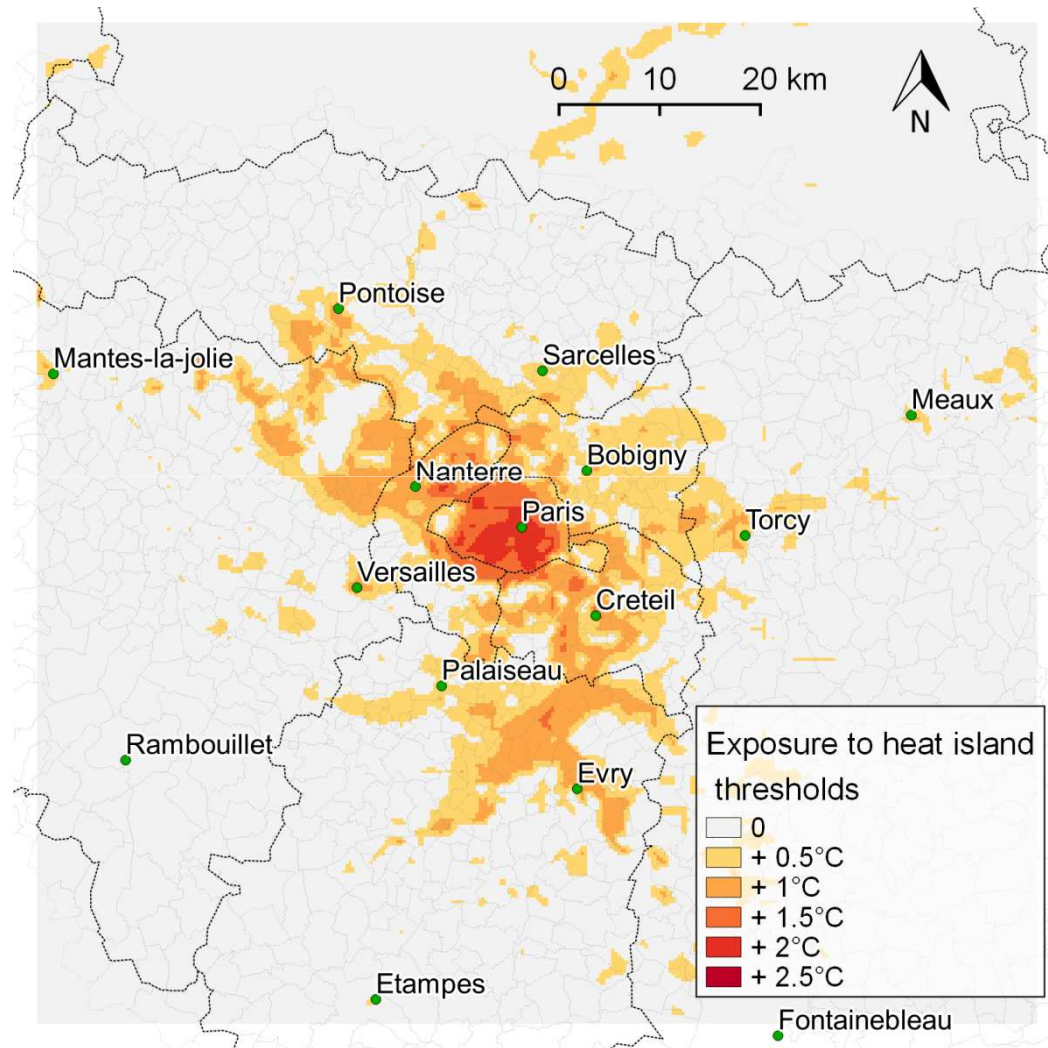 0 10 20 km
N
Pontoise
Mantes-la-jolie
Sarcelles
Meaux
Nanterre
Bobigny
Paris
Torcy
Versailles
Creteil
Palaiseau
Rambouillet
Evry
Etampes
Fontainebleau
Exposure to heat island
thresholds
0
+ 0.5°C
+ 1°C
+ 1.5°C
+ 2°C
+ 2.5°C